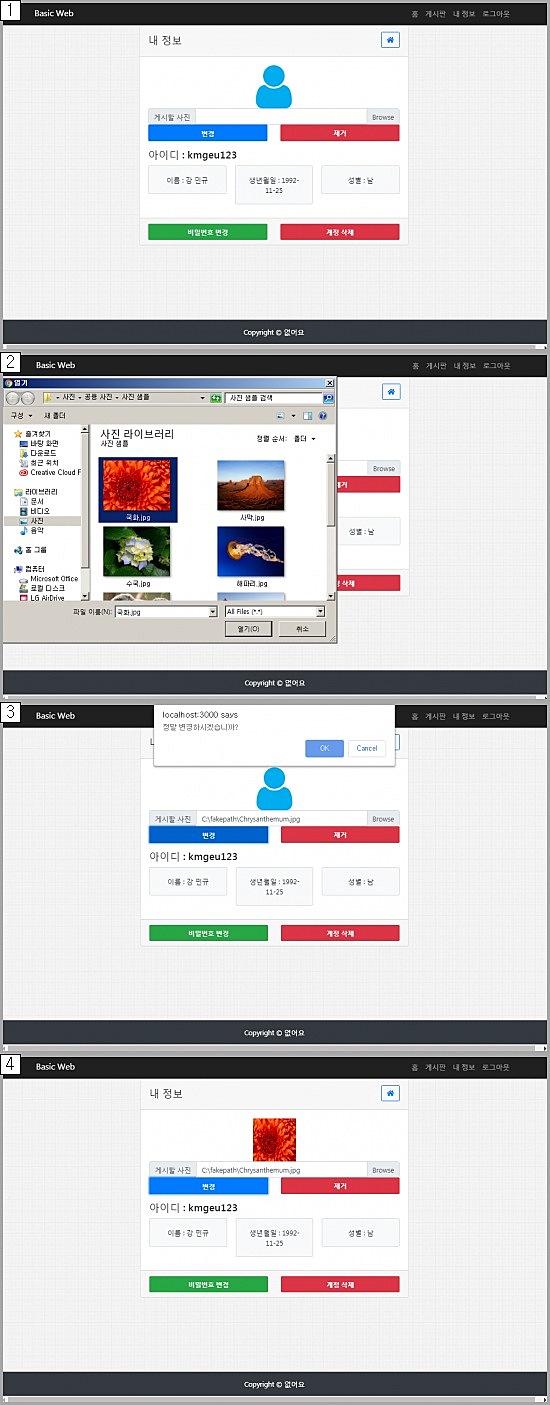 1
Basic Web
홈 게시판 내 정보 로그아웃
내 정보
게시할 사진 Browse
변경 제거
아이디 : kmgeu123
이름 : 강 민규 생년월일 : 1992-11-25 성별 : 남
비밀번호 변경 계정 삭제
Copyright © 없어요
2
Basic Web
홈 게시판 내 정보 로그아웃
열기
사진 공용 사진 사진 샘플
사진 샘플 검색
구성 새 폴더
즐겨찾기
바탕 화면
다운로드
최근 위치
Creative Cloud F
라이브러리
문서
비디오
사진
음악
홈 그룹
컴퓨터
Microsoft Office
로컬 디스크
LG AirDrive
사진 라이브러리
사진 샘플
정렬 순서: 폴더
국화.jpg
사막.jpg
수국.jpg
해파리.jpg
파일 이름(N): 국화.jpg
All Files (*.*)
열기(O) 취소
Browse
제거
성별 : 남
계정 삭제
Copyright © 없어요
3
Basic Web
홈 게시판 내 정보 로그아웃
localhost:3000 says
정말 변경하시겠습니까?
OK Cancel
게시할 사진 C:\fakepath\Chrysanthemum.jpg Browse
변경 제거
아이디 : kmgeu123
이름 : 강 민규 생년월일 : 1992-11-25 성별 : 남
비밀번호 변경 계정 삭제
Copyright © 없어요
4
Basic Web
홈 게시판 내 정보 로그아웃
내 정보
게시할 사진 C:\fakepath\Chrysanthemum.jpg Browse
변경 제거
아이디 : kmgeu123
이름 : 강 민규 생년월일 : 1992-11-25 성별 : 남
비밀번호 변경 계정 삭제
Copyright © 없어요